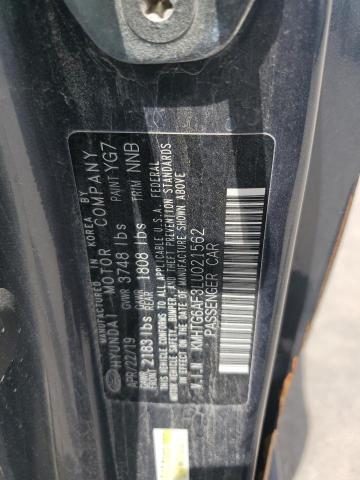 MANUFACTURED IN KOREA BY
HYUNDAI MOTOR COMPANY
APR/22/19 GVWR 3748 lbs PAINT YG7
GAWR FRONT 2183 lbs GAWR REAR 1808 lbs TRIM NNB
THIS VEHICLE CONFORMS TO ALL APPLICABLE U.S. FEDERAL
MOTOR VEHICLE SAFETY, BUMPER, AND THEFT PREVENTION
STANDARDS IN EFFECT ON THE DATE OF MANUFACTURE SHOWN ABOVE
V.I.N KMHTG6AF3LU021562
PASSENGER CAR